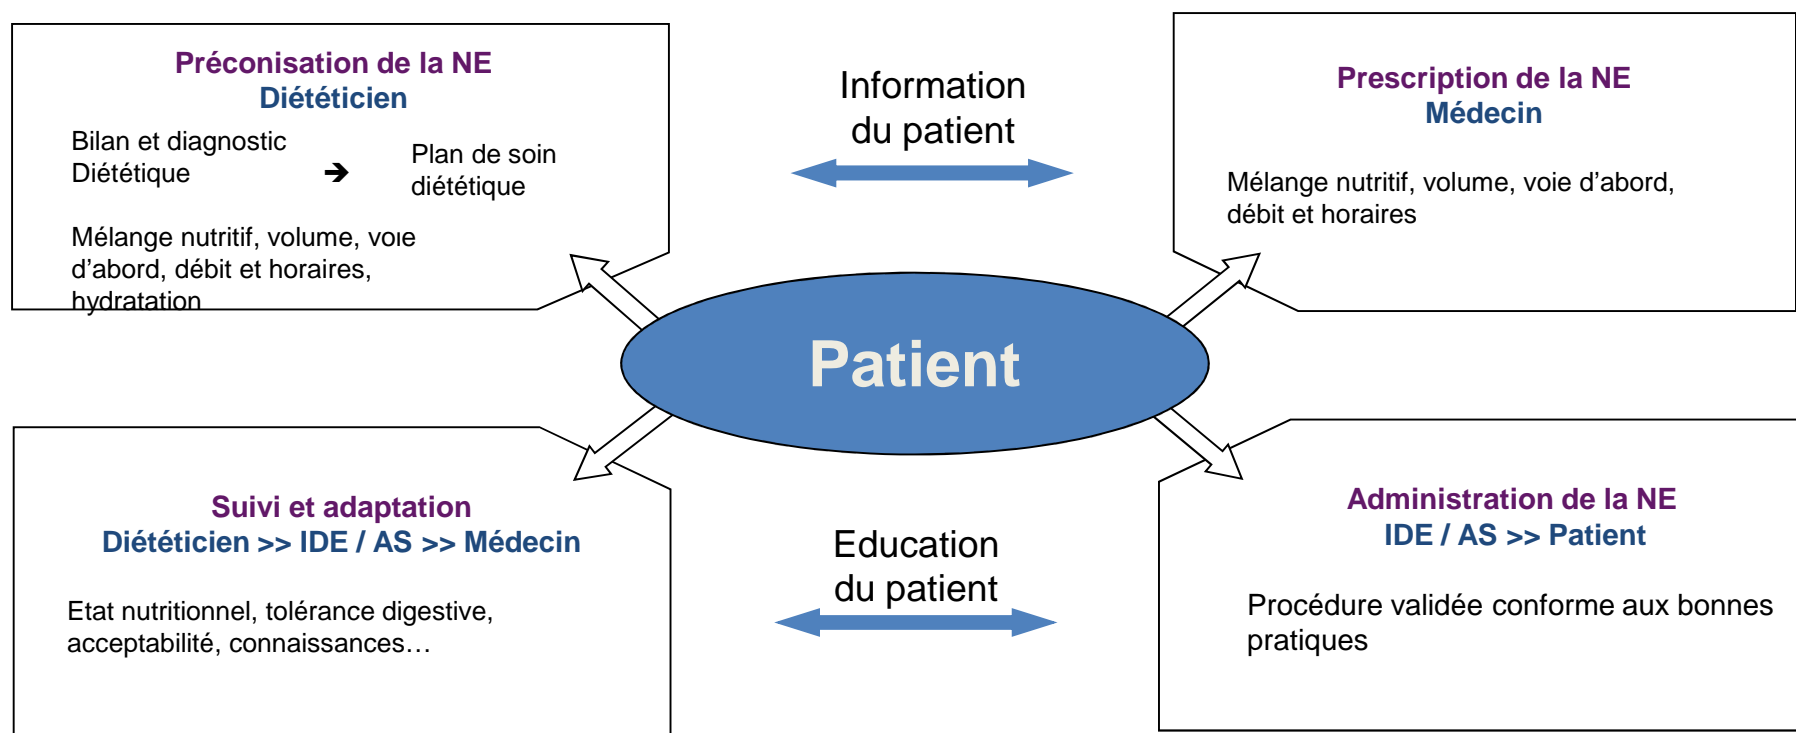 Préconisation de la NE
Diététicien
Bilan et diagnostic
Diététique
➔
Plan de soin
diététique
Mélange nutritif, volume, voie
d’abord, débit et horaires,
hydratation
Information
du patient
Prescription de la NE
Médecin
Mélange nutritif, volume, voie d’abord,
débit et horaires
Patient
Suivi et adaptation
Diététicien >> IDE / AS >> Médecin
Etat nutritionnel, tolérance digestive,
acceptabilité, connaissances…
Education
du patient
Administration de la NE
IDE / AS >> Patient
Procédure validée conforme aux bonnes
pratiques